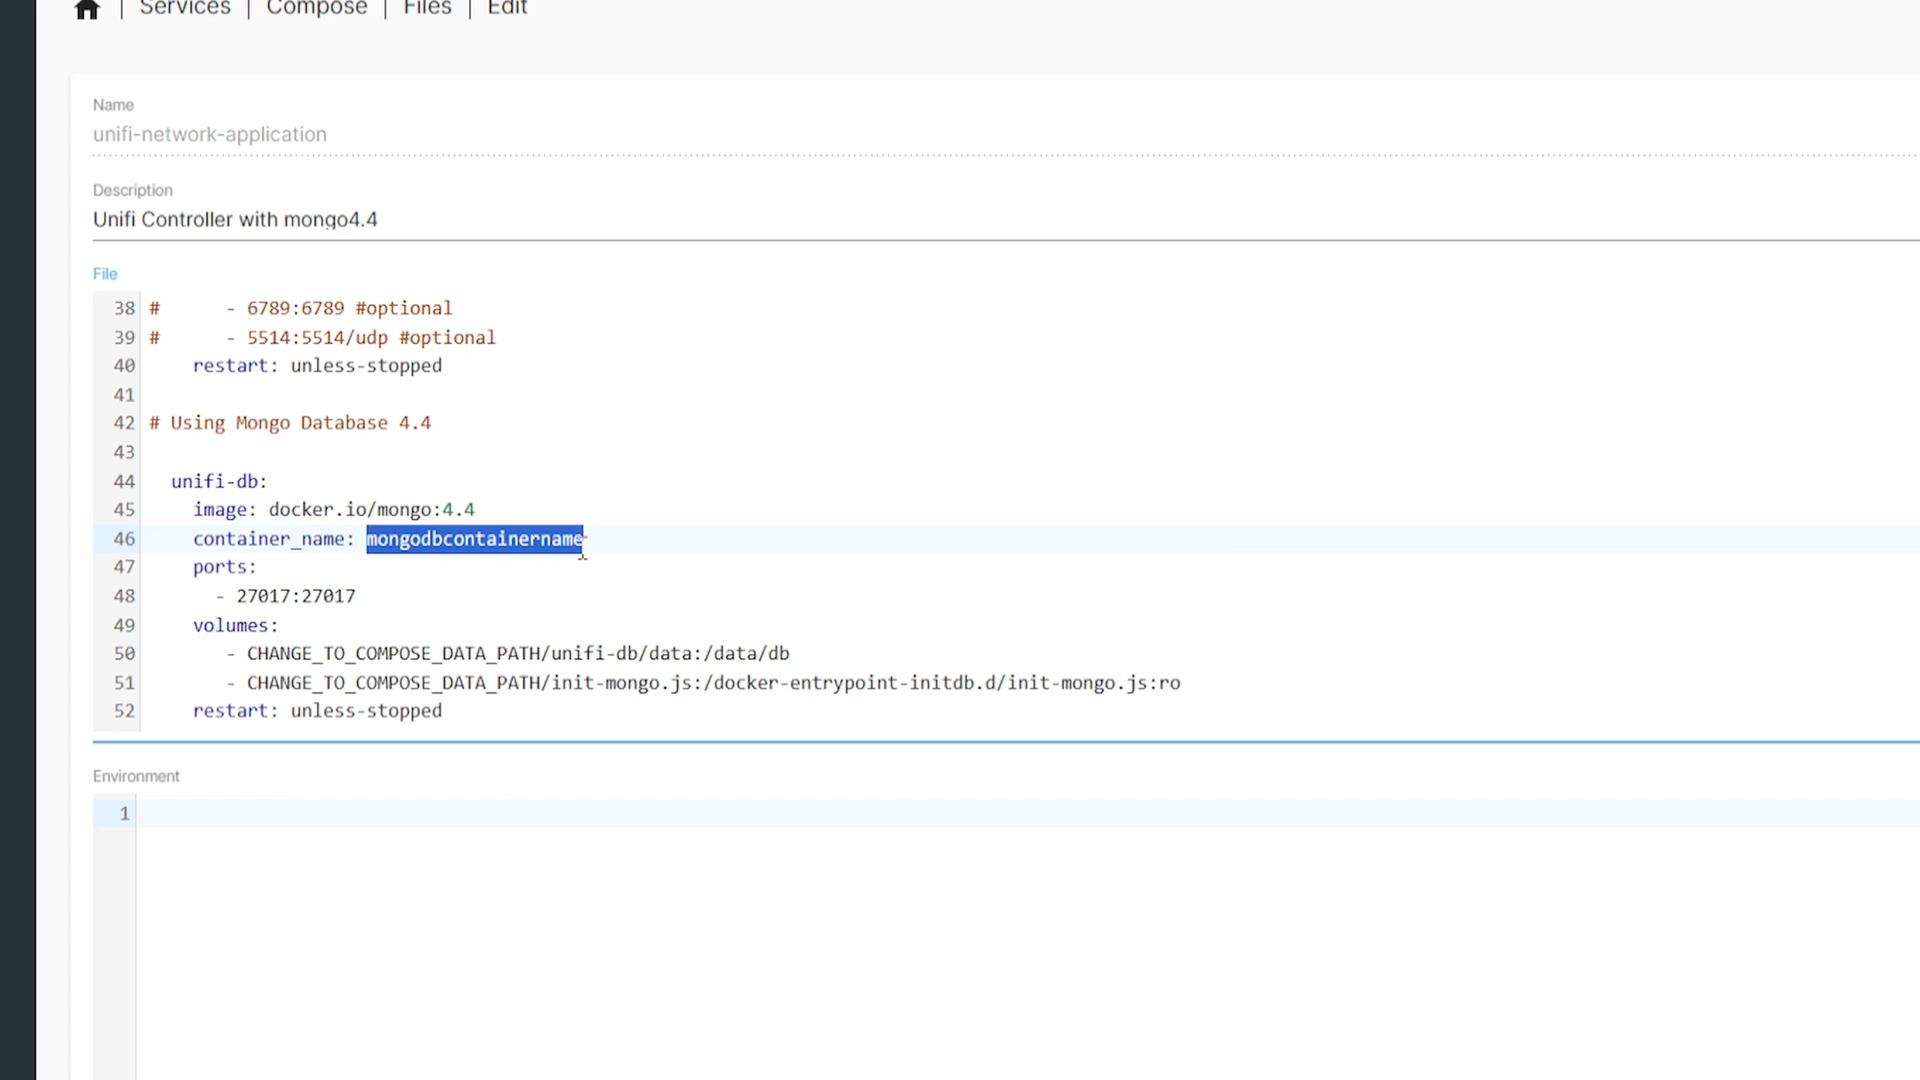 | Services | Compose | Files | Edit
Name
unifi-network-application
Description
Unifi Controller with mongo4.4
File
38 #      - 6789:6789 #optional
39 #      - 5514:5514/udp #optional
40     restart: unless-stopped
41
42 # Using Mongo Database 4.4
43
44   unifi-db:
45     image: docker.io/mongo:4.4
46     container_name: mongodbcontainername
47     ports:
48       - 27017:27017
49     volumes:
50        - CHANGE_TO_COMPOSE_DATA_PATH/unifi-db/data:/data/db
51        - CHANGE_TO_COMPOSE_DATA_PATH/init-mongo.js:/docker-entrypoint-initdb.d/init-mongo.js:ro
52     restart: unless-stopped
Environment
1